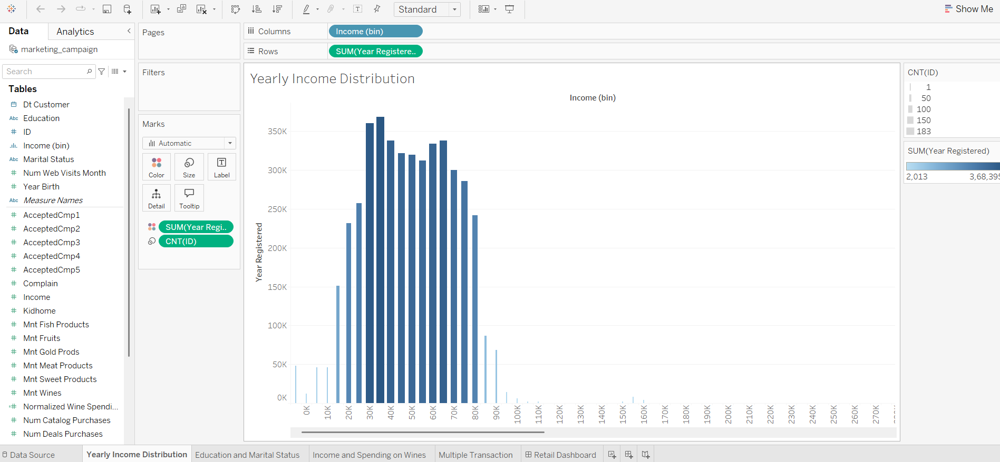 Standard
Show Me
Data
Analytics
marketing_campaign
Search
Tables
Dt Customer
Abc Education
ID
Income (bin)
Abc Marital Status
Num Web Visits Month
Year Birth
Abc Measure Names
AcceptedCmp1
AcceptedCmp2
AcceptedCmp3
AcceptedCmp4
AcceptedCmp5
Complain
Income
Kidhome
Mnt Fish Products
Mnt Fruits
Mnt Gold Prods
Mnt Meat Products
Mnt Sweet Products
Mnt Wines
Normalized Wine Spendi...
Num Catalog Purchases
Num Deals Purchases
Pages
Filters
Marks
Automatic
Color
Size
Label
Detail
Tooltip
SUM(Year Regi..
CNT(ID)
Columns
Income (bin)
Rows
SUM(Year Registere..
Yearly Income Distribution
Income (bin)
Year Registered
350K
300K
250K
200K
150K
100K
50K
0K
0K
10K
20K
30K
40K
50K
60K
70K
80K
90K
100K
110K
120K
130K
140K
150K
160K
170K
180K
190K
200K
210K
220K
230K
240K
250K
260K
270K
CNT(ID)
1
50
100
150
183
SUM(Year Registered)
2,013
3,68,395
Data Source
Yearly Income Distribution
Education and Marital Status
Income and Spending on Wines
Multiple Transaction
Retail Dashboard